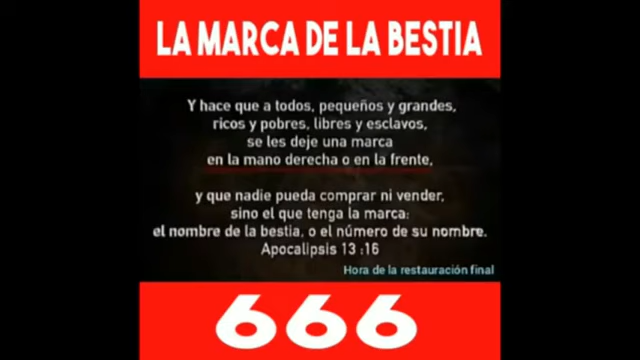 LA MARCA DE LA BESTIA
Y hace que a todos, pequeños y grandes,
ricos y pobres, libres y esclavos,
se les deje una marca
en la mano derecha o en la frente,
y que nadie pueda comprar ni vender,
sino el que tenga la marca:
el nombre de la bestia, o el número de su nombre.
Apocalipsis 13 :16
Hora de la restauración final
666